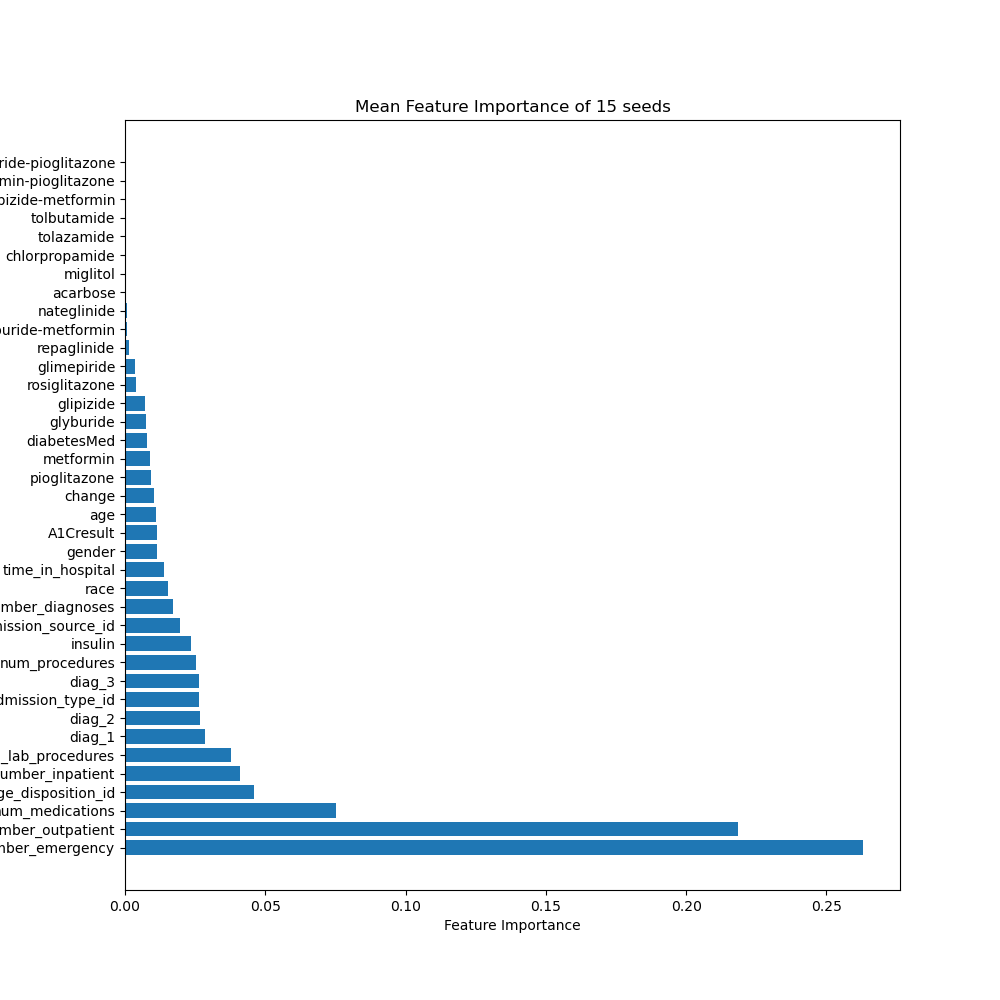 Mean Feature Importance of 15 seeds
ride-pioglitazone
min-pioglitazone
pizide-metformin
tolbutamide
tolazamide
chlorpropamide
miglitol
acarbose
nateglinide
uride-metformin
repaglinide
glimepiride
rosiglitazone
glipizide
glyburide
diabetesMed
metformin
pioglitazone
change
age
A1Cresult
gender
time_in_hospital
race
mber_diagnoses
mission_source_id
insulin
num_procedures
diag_3
dmission_type_id
diag_2
diag_1
_lab_procedures
umber_inpatient
ge_disposition_id
num_medications
mber_outpatient
mber_emergency
0.00 0.05 0.10 0.15 0.20 0.25
Feature Importance